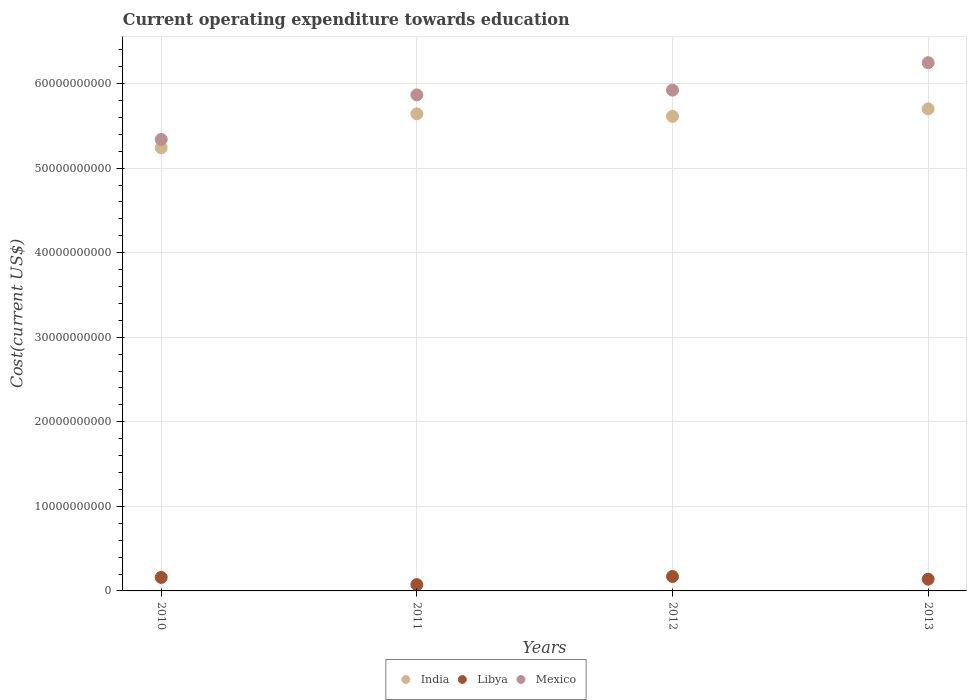 Current operating expenditure towards education
Cost(current US$)
60000000000
50000000000
40000000000
30000000000
20000000000
10000000000
0
2010
2011
2012
2013
Years
India
Libya
Mexico